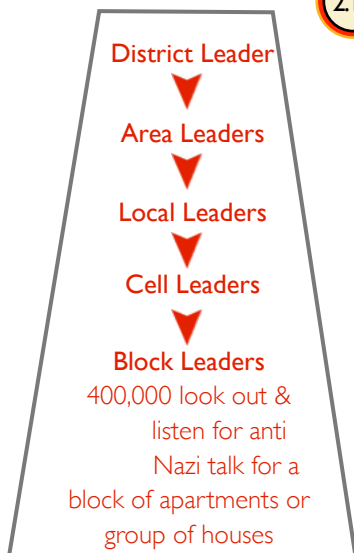 2.
District Leader
Area Leaders
Local Leaders
Cell Leaders
Block Leaders
400,000 look out &
listen for anti
Nazi talk for a
block of apartments or
group of houses